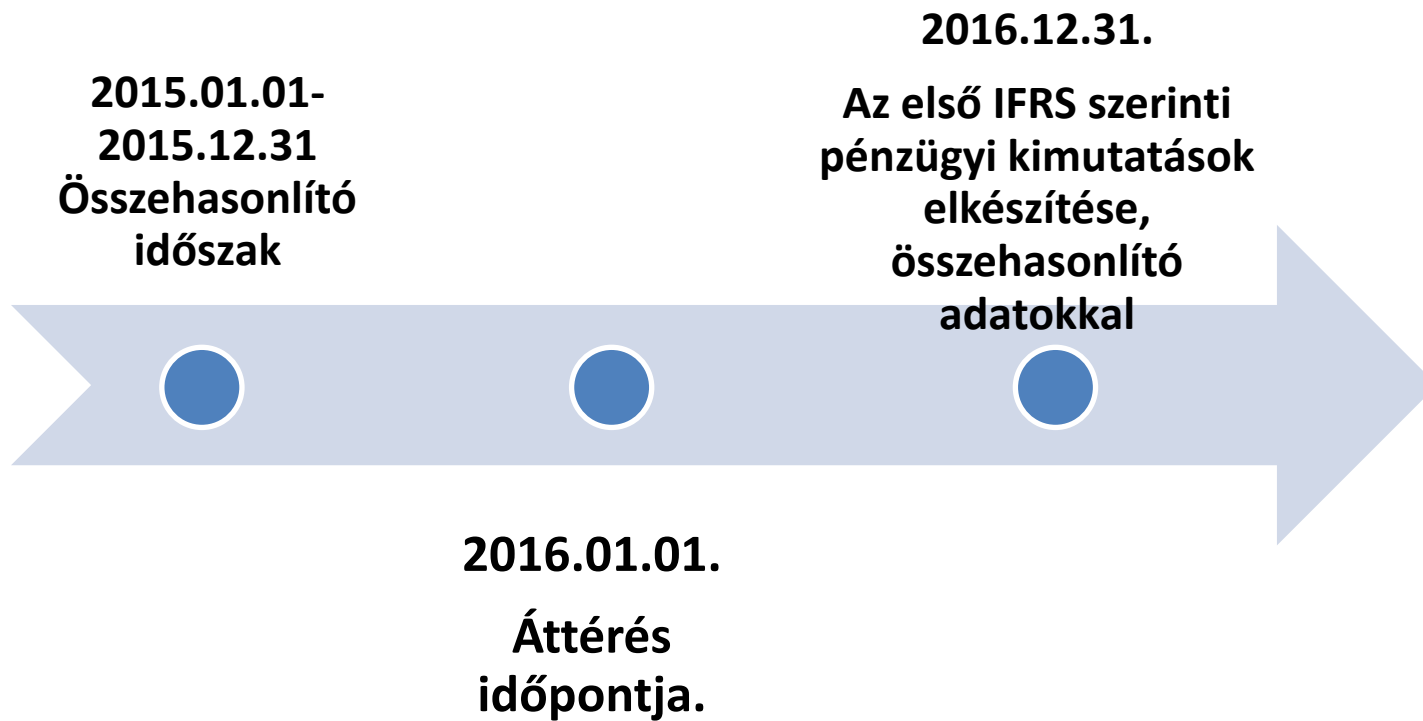 2015.01.01-
2015.12.31
Összehasonlító
időszak
2016.01.01.
Áttérés
időpontja.
2016.12.31.
Az első IFRS szerinti
pénzügyi kimutatások
elkészítése,
összehasonlító
adatokkal